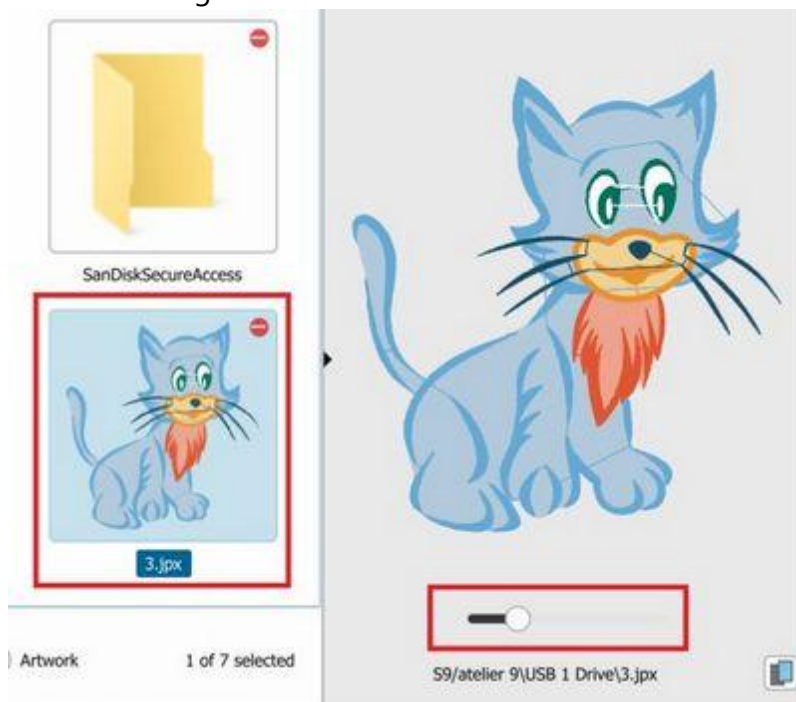 SanDiskSecureAccess
3.jpx
Artwork
1 of 7 selected
S9/atelier 9\USB 1 Drive\3.jpx